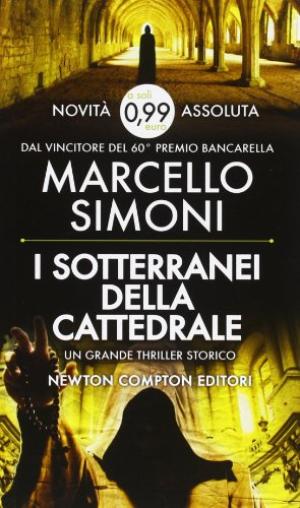 NOVITÀ
a soli
0,99
euro
ASSOLUTA
DAL VINCITORE DEL 60° PREMIO BANCARELLA
MARCELLO
SIMONI
I SOTTERRANEI
DELLA
CATTEDRALE
UN GRANDE THRILLER STORICO
NEWTON COMPTON EDITORI